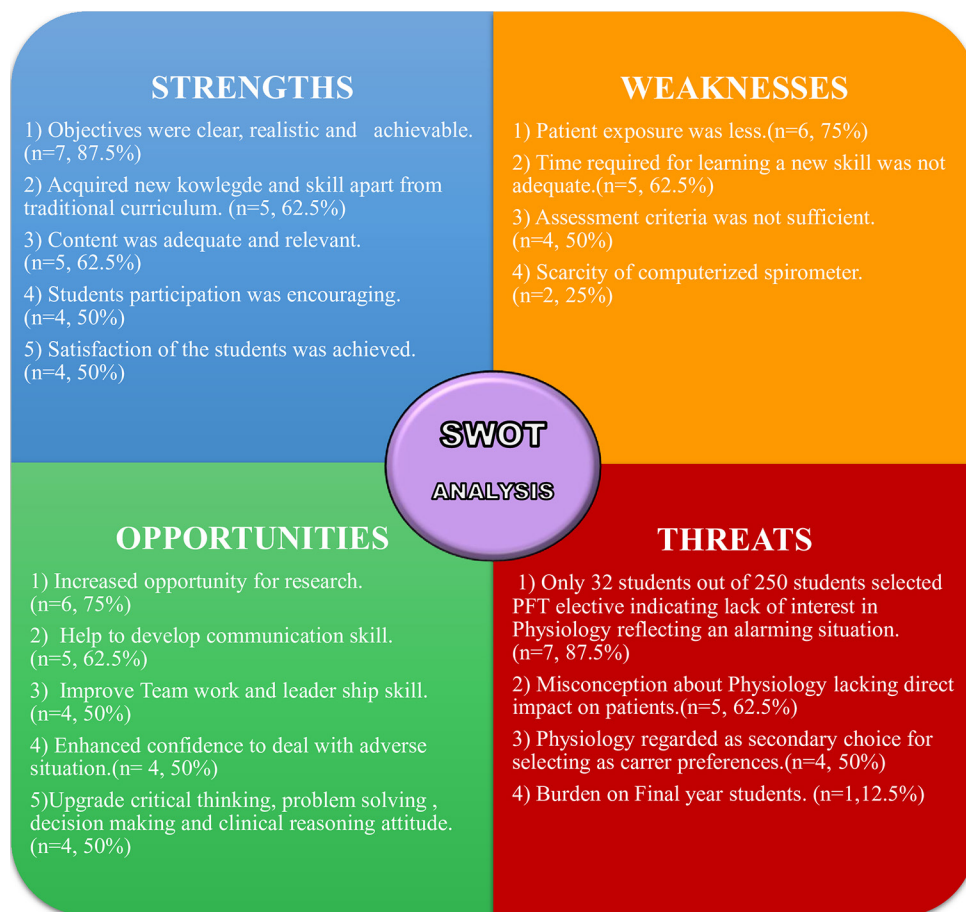 STRENGTHS
1) Objectives were clear, realistic and achievable.
(n=7, 87.5%)
2) Acquired new kowlegde and skill apart from
traditional curriculum. (n=5, 62.5%)
3) Content was adequate and relevant.
(n=5, 62.5%)
4) Students participation was encouraging.
(n=4, 50%)
5) Satisfaction of the students was achieved.
(n=4, 50%)
WEAKNESSES
1) Patient exposure was less.(n=6, 75%)
2) Time required for learning a new skill was not
adequate.(n=5, 62.5%)
3) Assessment criteria was not sufficient.
(n=4, 50%)
4) Scarcity of computerized spirometer.
(n=2, 25%)
SWOT
ANALYSIS
OPPORTUNITIES
1) Increased opportunity for research.
(n=6, 75%)
2) Help to develop communication skill.
(n=5, 62.5%)
3) Improve Team work and leader ship skill.
(n=4, 50%)
4) Enhanced confidence to deal with adverse
situation.(n= 4, 50%)
5)Upgrade critical thinking, problem solving ,
decision making and clinical reasoning attitude.
(n=4, 50%)
THREATS
1) Only 32 students out of 250 students selected
PFT elective indicating lack of interest in
Physiology reflecting an alarming situation.
(n=7, 87.5%)
2) Misconception about Physiology lacking direct
impact on patients.(n=5, 62.5%)
3) Physiology regarded as secondary choice for
selecting as carrer preferences.(n=4, 50%)
4) Burden on Final year students. (n=1,12.5%)